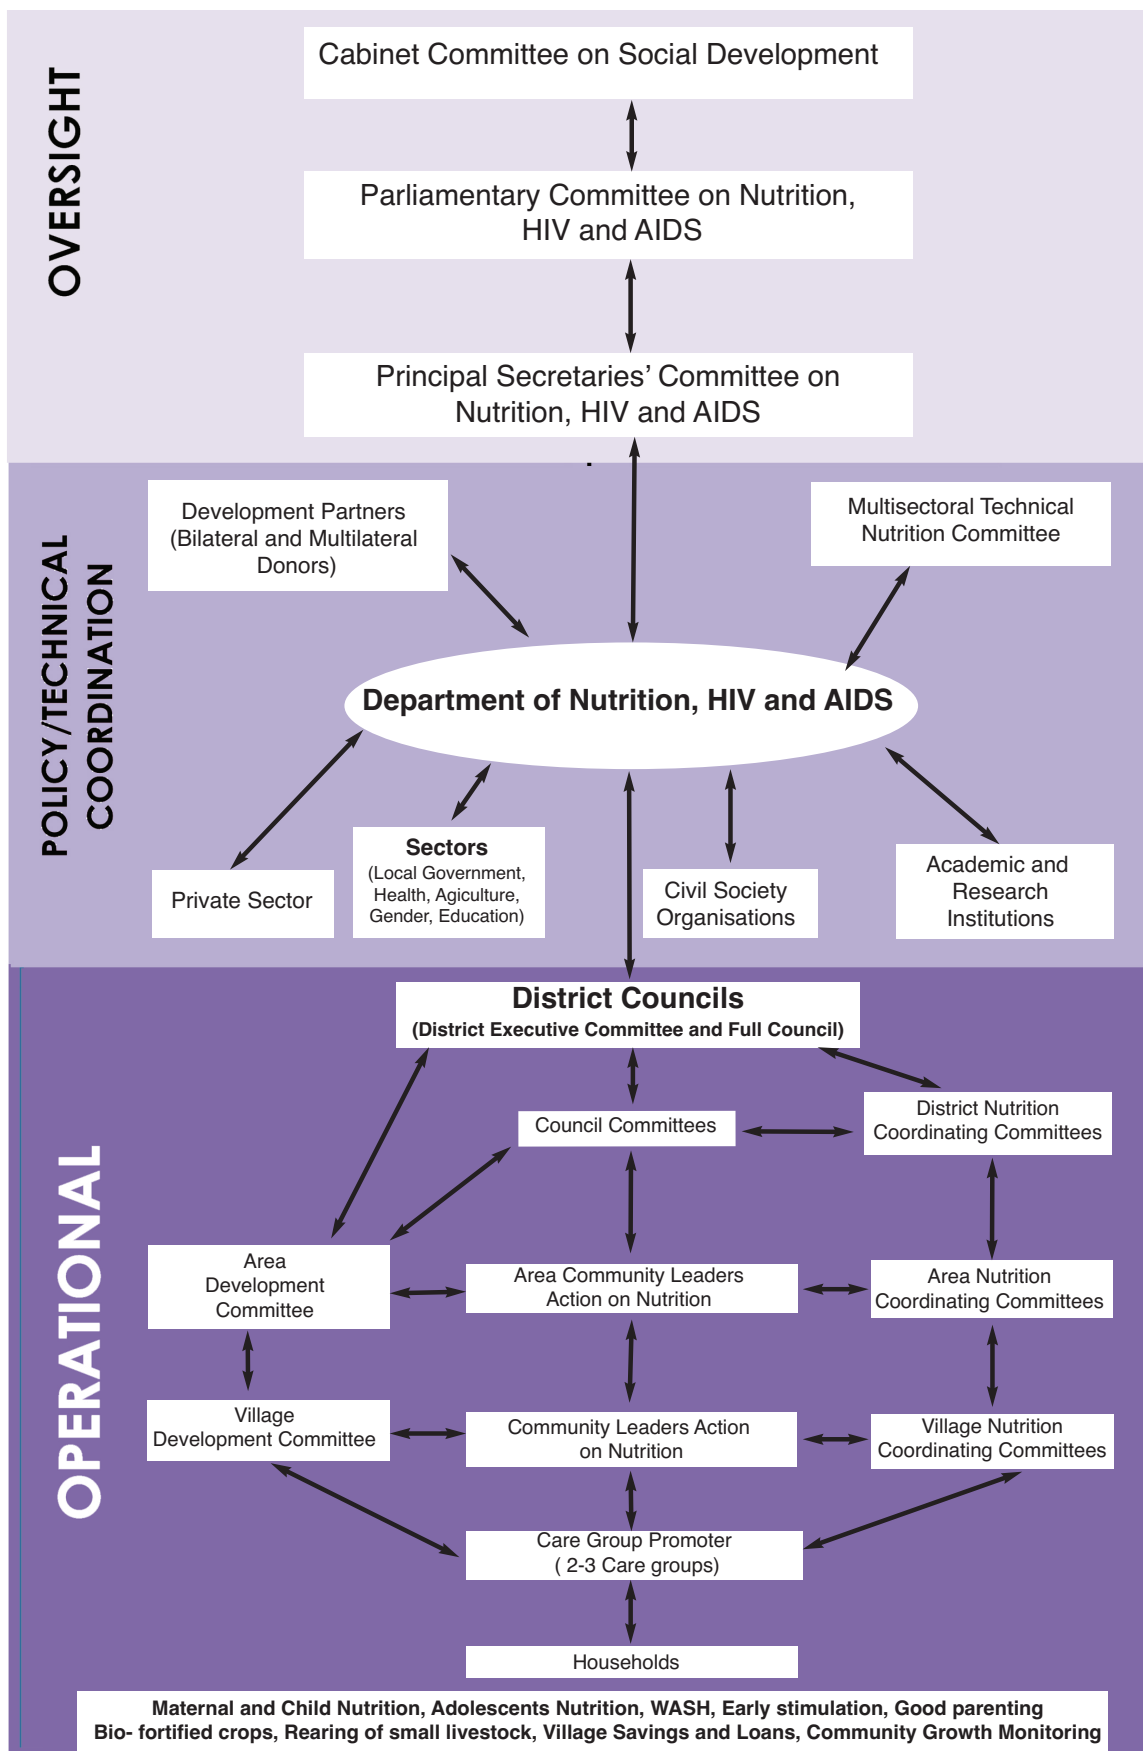 OVERSIGHT
Cabinet Committee on Social Development
Parliamentary Committee on Nutrition,
HIV and AIDS
Principal Secretaries’ Committee on
Nutrition, HIV and AIDS
POLICY/TECHNICAL
COORDINATION
Development Partners
(Bilateral and Multilateral
Donors)
Multisectoral Technical
Nutrition Committee
Department of Nutrition, HIV and AIDS
Private Sector
Sectors
(Local Government,
Health, Agiculture,
Gender, Education)
Civil Society
Organisations
Academic and
Research
Institutions
OPERATIONAL
District Councils
(District Executive Committee and Full Council)
Council Committees
District Nutrition
Coordinating Committees
Area
Development
Committee
Area Community Leaders
Action on Nutrition
Area Nutrition
Coordinating Committees
Village
Development Committee
Community Leaders Action
on Nutrition
Village Nutrition
Coordinating Committees
Care Group Promoter
( 2-3 Care groups)
Households
Maternal and Child Nutrition, Adolescents Nutrition, WASH, Early stimulation, Good parenting
Bio- fortified crops, Rearing of small livestock, Village Savings and Loans, Community Growth Monitoring